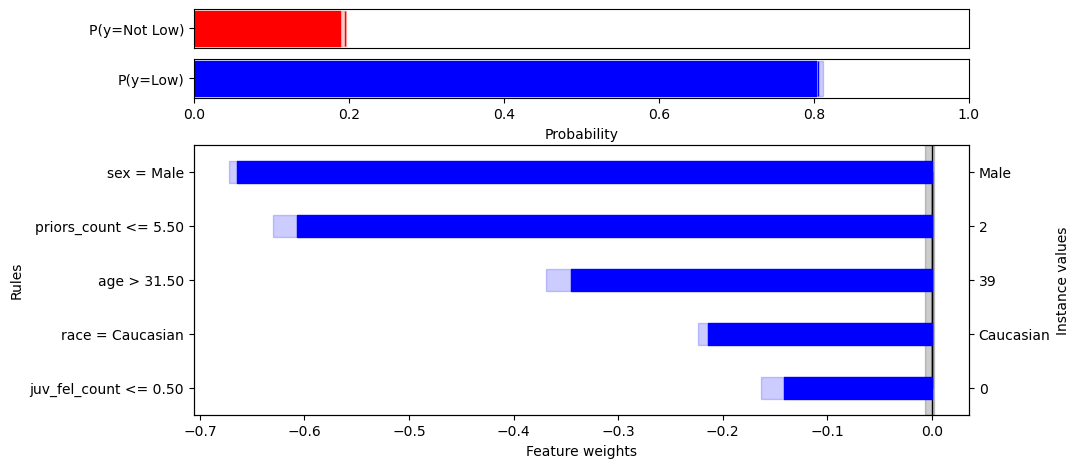 P(y=Not Low)
P(y=Low)
0.0 0.2 0.4 0.6 0.8 1.0
Probability
Rules
sex = Male Male
priors_count <= 5.50 2
age > 31.50 39
race = Caucasian Caucasian
juv_fel_count <= 0.50 0
Instance values
−0.7 −0.6 −0.5 −0.4 −0.3 −0.2 −0.1 0.0
Feature weights